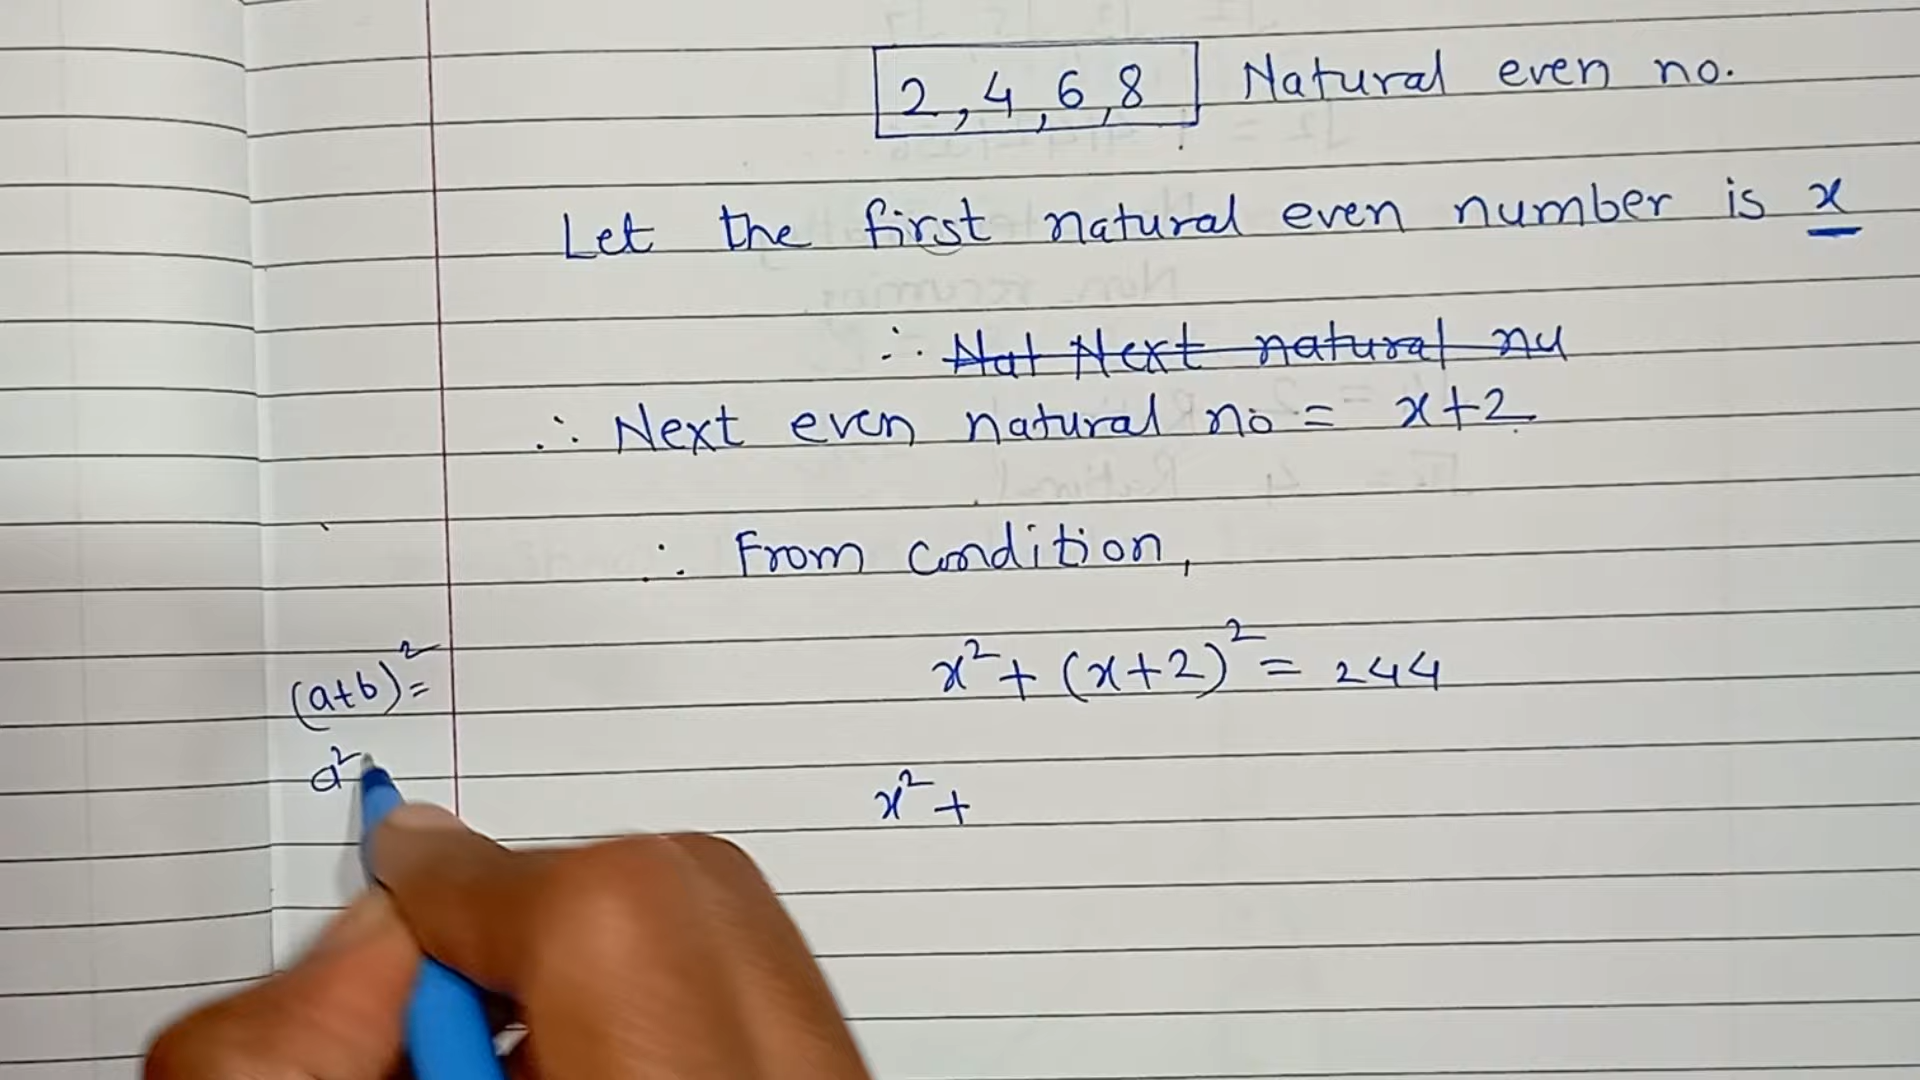 2, 4, 6, 8 Natural even no.
Let the first natural even number is x
∴ Nat Next natural nu
∴ Next even natural no = x+2
∴ From condition,
x² + (x+2)² = 244
(a+b)² =
a²
x² +